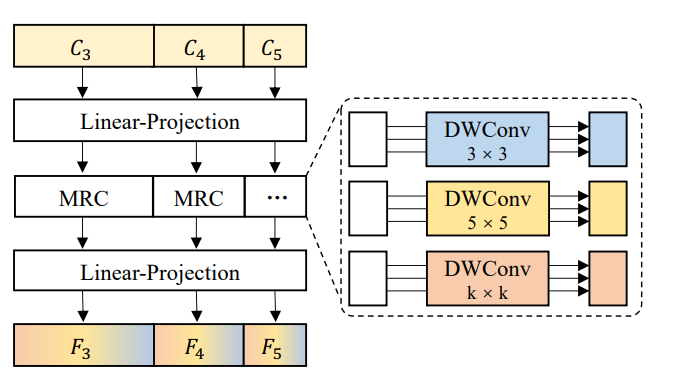 C₃ C₄ C₅
Linear-Projection
MRC MRC ...
Linear-Projection
F₃ F₄ F₅
DWConv
3 × 3
DWConv
5 × 5
DWConv
k × k